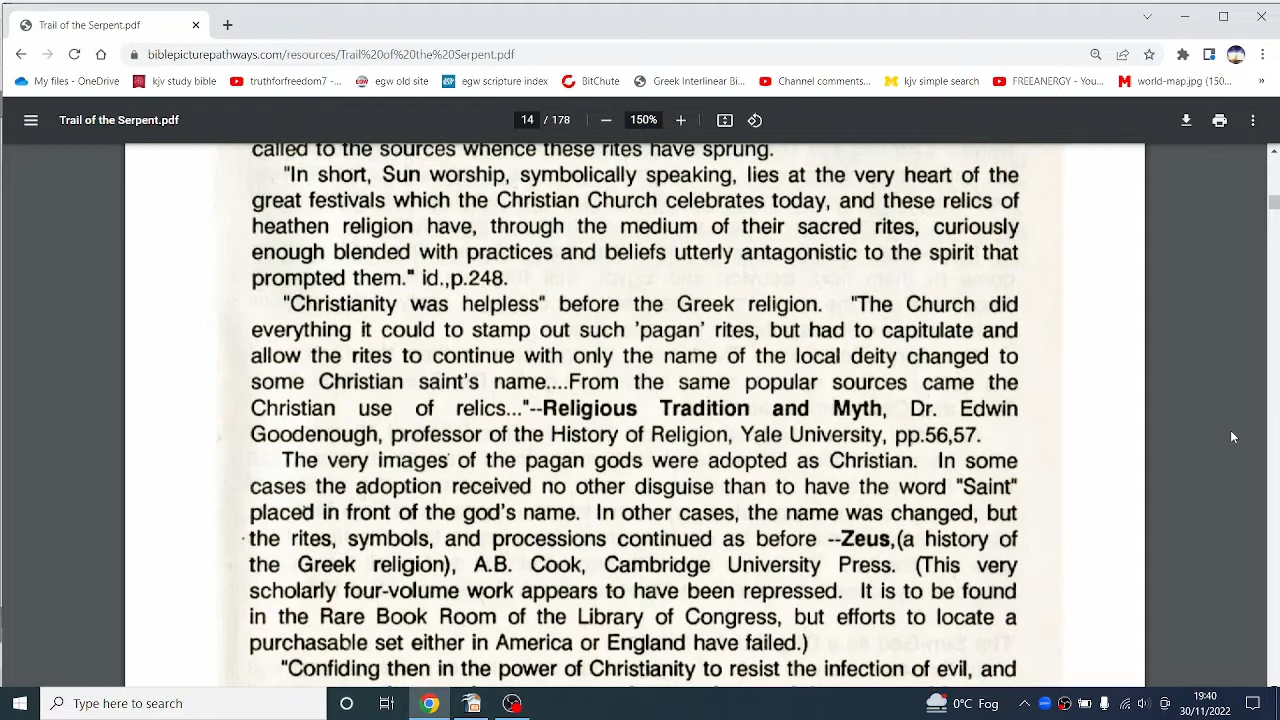 Trail of the Serpent.pdf
biblepicturepathways.com/resources/Trail%20of%20the%20Serpent.pdf
My files - OneDrive
kjv study bible
truthforfreedom7 -...
egw old site
egw scripture index
BitChute
Greek Interlinear Bi...
Channel comments...
kjv simple search
FREEANERGY - You...
world-map.jpg (150...
Trail of the Serpent.pdf
14 / 178
150%
called to the sources whence these rites have sprung.
"In short, Sun worship, symbolically speaking, lies at the very heart of the
great festivals which the Christian Church celebrates today, and these relics of
heathen religion have, through the medium of their sacred rites, curiously
enough blended with practices and beliefs utterly antagonistic to the spirit that
prompted them." id.,p.248.
"Christianity was helpless" before the Greek religion. "The Church did
everything it could to stamp out such 'pagan' rites, but had to capitulate and
allow the rites to continue with only the name of the local deity changed to
some Christian saint's name....From the same popular sources came the
Christian use of relics..."--Religious Tradition and Myth, Dr. Edwin
Goodenough, professor of the History of Religion, Yale University, pp.56,57.
The very images of the pagan gods were adopted as Christian. In some
cases the adoption received no other disguise than to have the word "Saint"
placed in front of the god's name. In other cases, the name was changed, but
the rites, symbols, and processions continued as before --Zeus,(a history of
the Greek religion), A.B. Cook, Cambridge University Press. (This very
scholarly four-volume work appears to have been repressed. It is to be found
in the Rare Book Room of the Library of Congress, but efforts to locate a
purchasable set either in America or England have failed.)
"Confiding then in the power of Christianity to resist the infection of evil, and
Type here to search
0°C Fog
19:40
30/11/2022